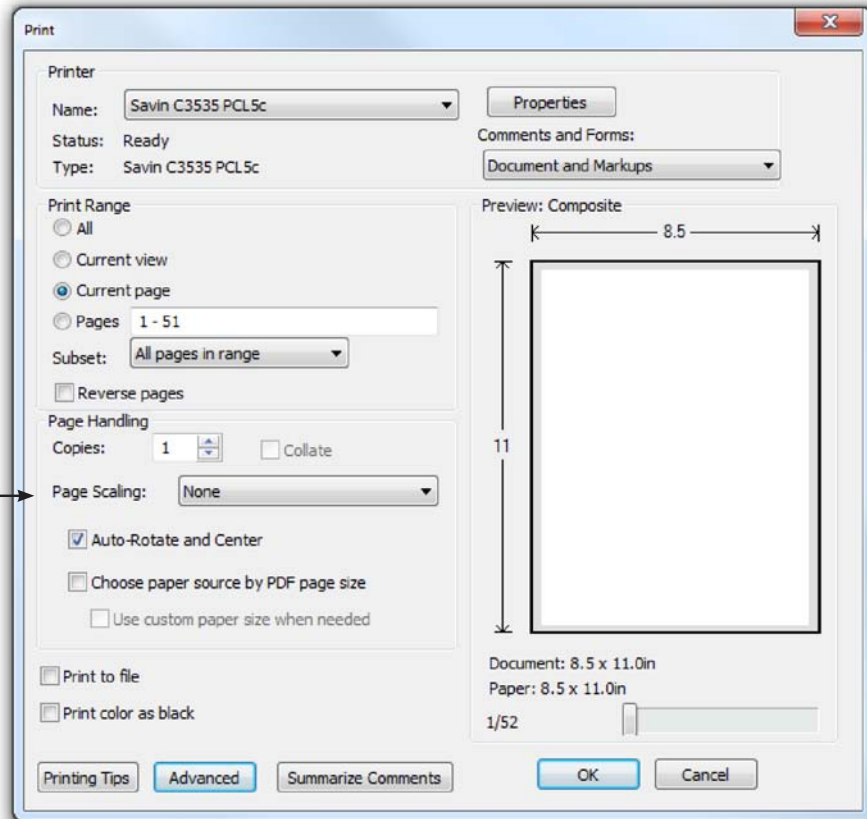 Print
Printer
Name: Savin C3535 PCL5c
Properties
Status: Ready
Comments and Forms:
Type: Savin C3535 PCL5c
Document and Markups
Print Range
All
Current view
Current page
Pages 1 - 51
Subset: All pages in range
Reverse pages
Page Handling
Copies: 1 Collate
Page Scaling: None
Auto-Rotate and Center
Choose paper source by PDF page size
Use custom paper size when needed
Print to file
Print color as black
Preview: Composite
8.5
11
Document: 8.5 x 11.0in
Paper: 8.5 x 11.0in
1/52
Printing Tips Advanced Summarize Comments OK Cancel